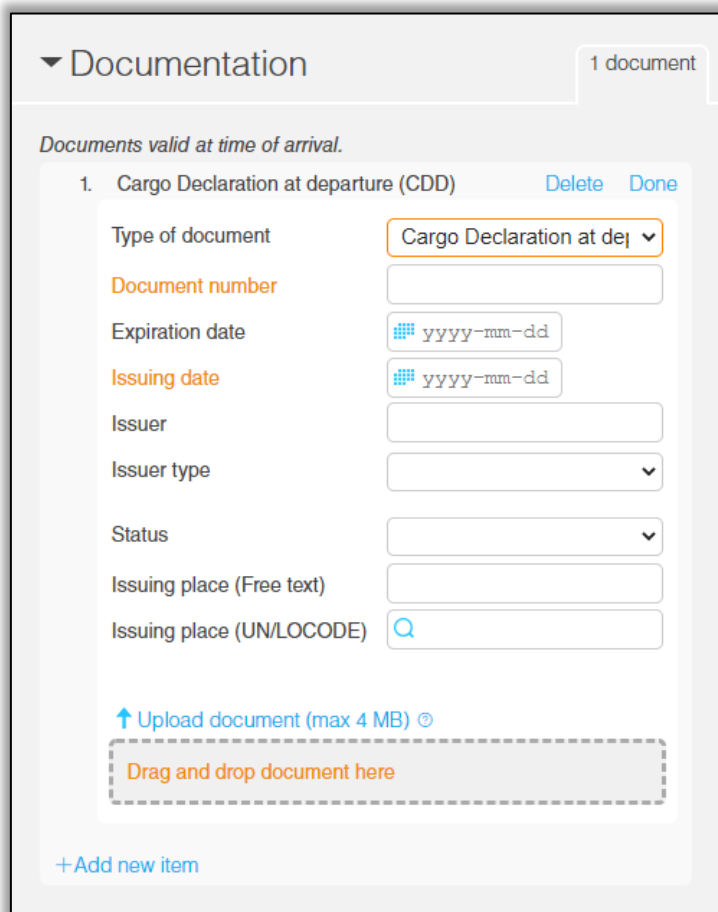 Documentation
1 document
Documents valid at time of arrival.
1. Cargo Declaration at departure (CDD) Delete Done
Type of document Cargo Declaration at dep
Document number
Expiration date yyyy-mm-dd
Issuing date yyyy-mm-dd
Issuer
Issuer type
Status
Issuing place (Free text)
Issuing place (UN/LOCODE)
Upload document (max 4 MB) ?
Drag and drop document here
+Add new item